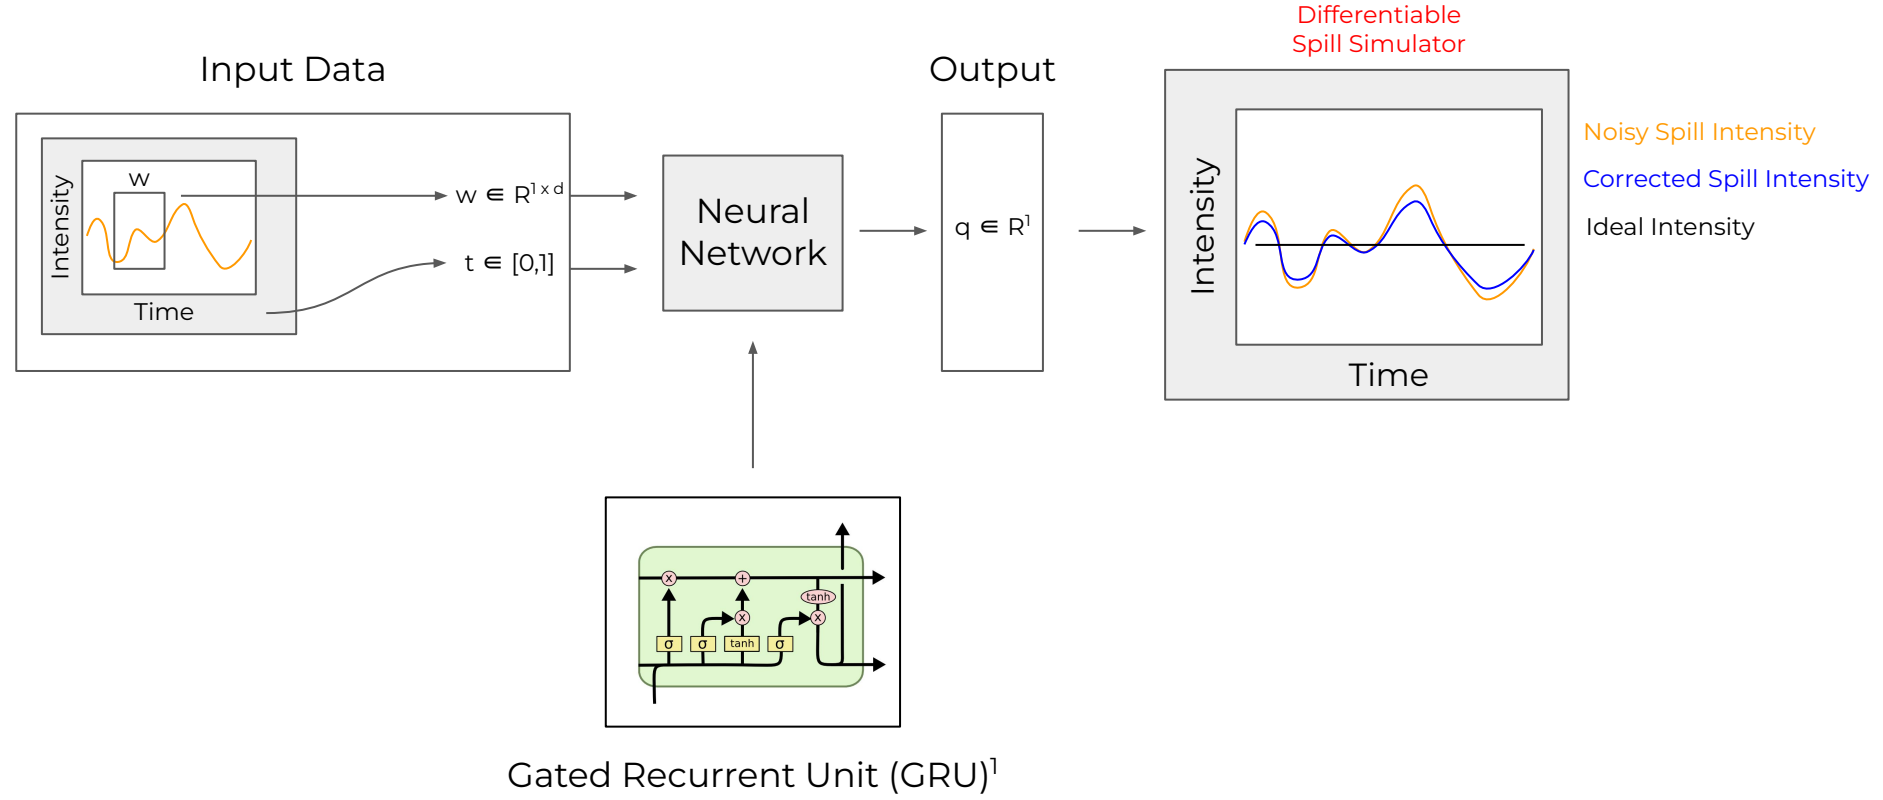 Input Data
Intensity
w
Time
w ∈ R¹ ˣ ᵈ
t ∈ [0,1]
Neural
Network
Output
q ∈ R¹
Differentiable
Spill Simulator
Intensity
Time
Noisy Spill Intensity
Corrected Spill Intensity
Ideal Intensity
x
+
tanh
x
x
σ
σ
tanh
σ
Gated Recurrent Unit (GRU)¹